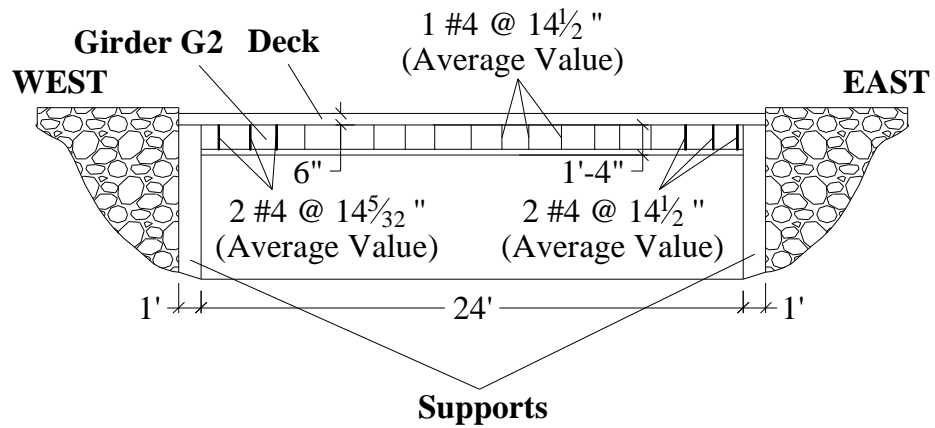 1 #4 @ 14½ "
(Average Value)
Girder G2 Deck
WEST
EAST
6"
1'-4"
2 #4 @ 14⁵⁄₃₂ "
(Average Value)
2 #4 @ 14½ "
(Average Value)
1'
24'
1'
Supports